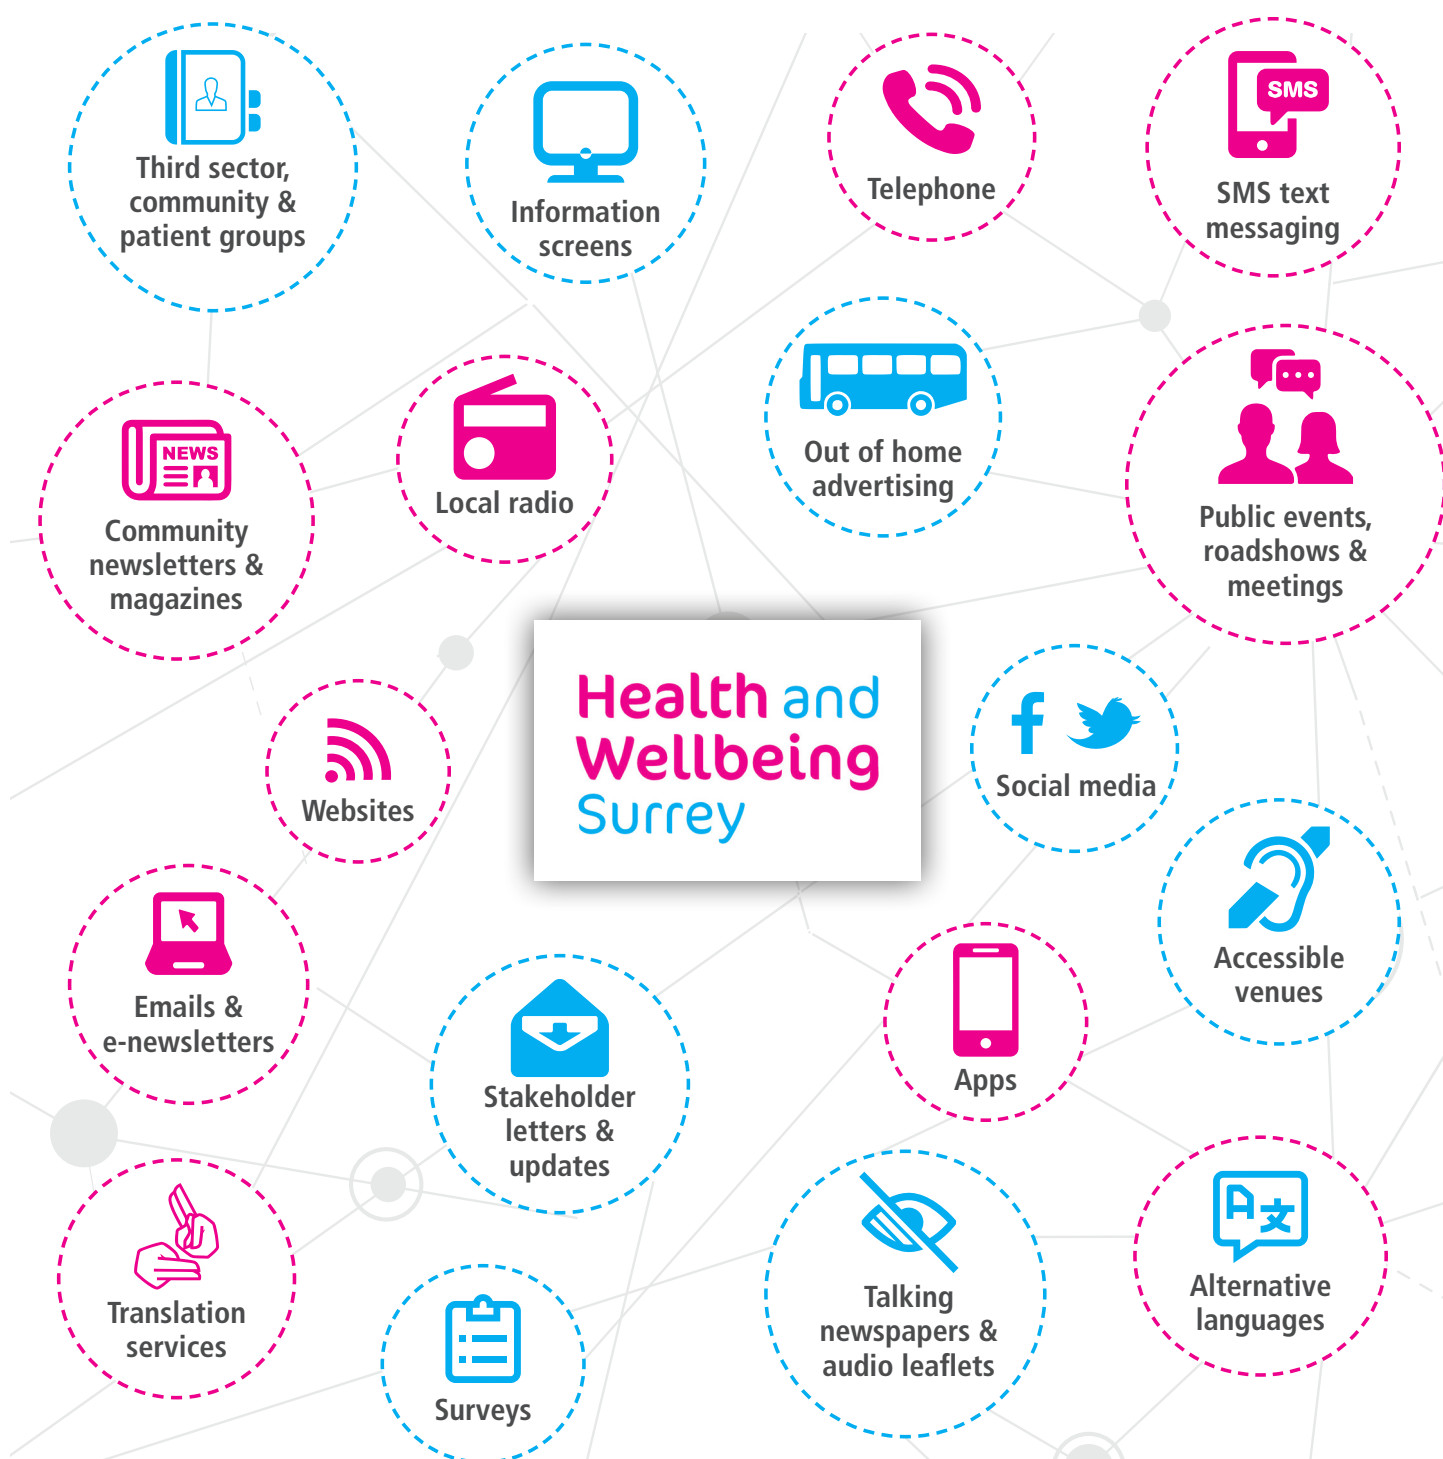 Third sector,
community &
patient groups
Information
screens
Telephone
SMS
SMS text
messaging
NEWS
Community
newsletters &
magazines
Local radio
Out of home
advertising
Public events,
roadshows &
meetings
Health and
Wellbeing
Surrey
Websites
Social media
Accessible
venues
Emails &
e-newsletters
Stakeholder
letters &
updates
Apps
Translation
services
Surveys
Talking
newspapers &
audio leaflets
A文
Alternative
languages